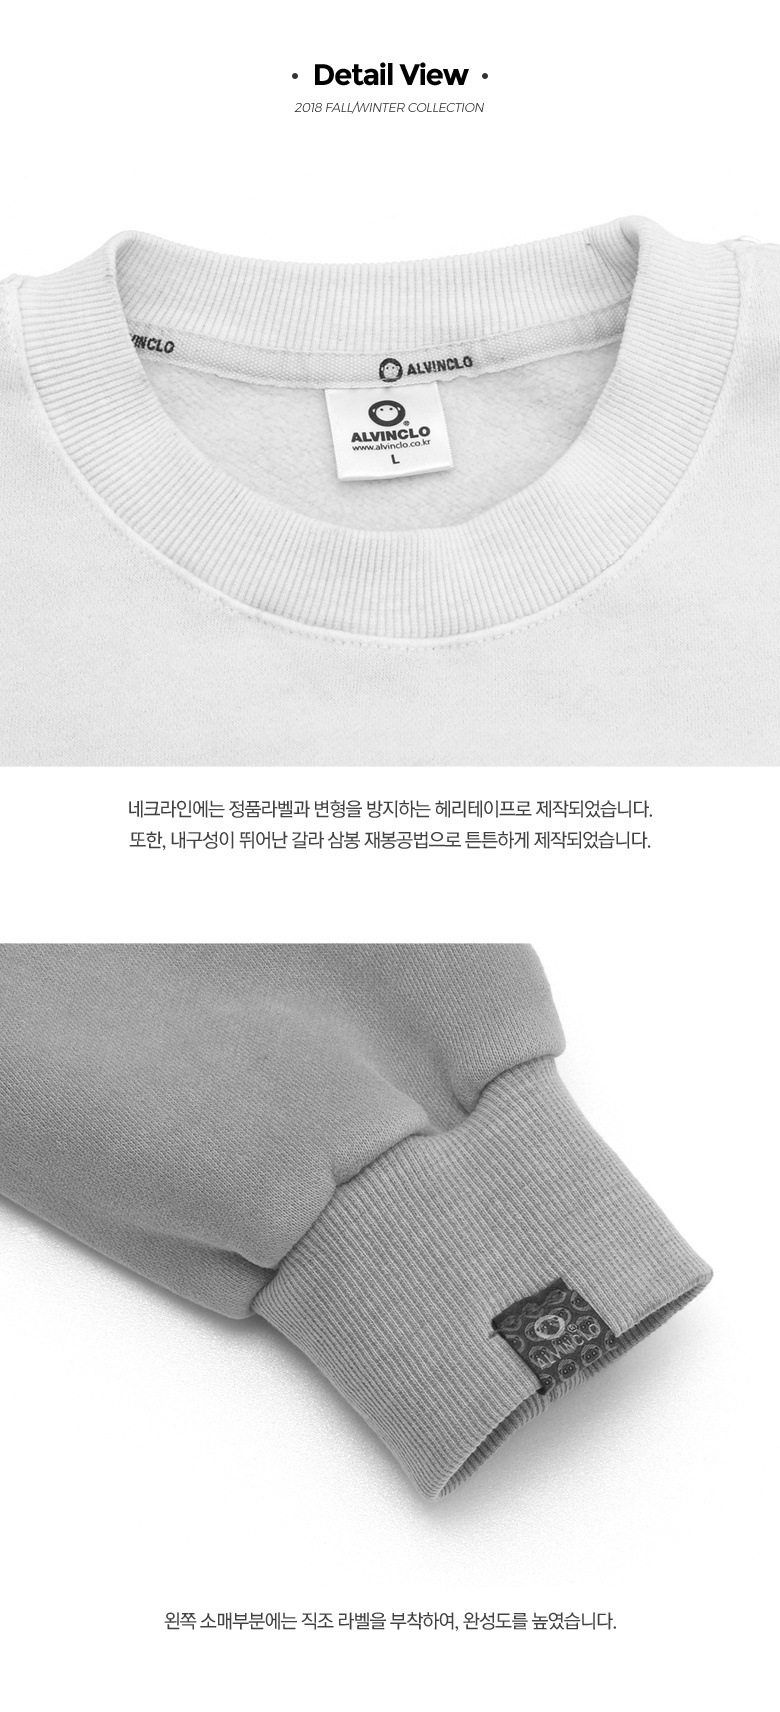 • Detail View •
2018 FALL/WINTER COLLECTION
VINCLO
ALVINCLO
ALVINCLO®
www.alvinclo.co.kr
L
네크라인에는 정품라벨과 변형을 방지하는 헤리테이프로 제작되었습니다.
또한, 내구성이 뛰어난 갈라 삼봉 재봉공법으로 튼튼하게 제작되었습니다.
ALVINCLO
왼쪽 소매부분에는 직조 라벨을 부착하여, 완성도를 높였습니다.